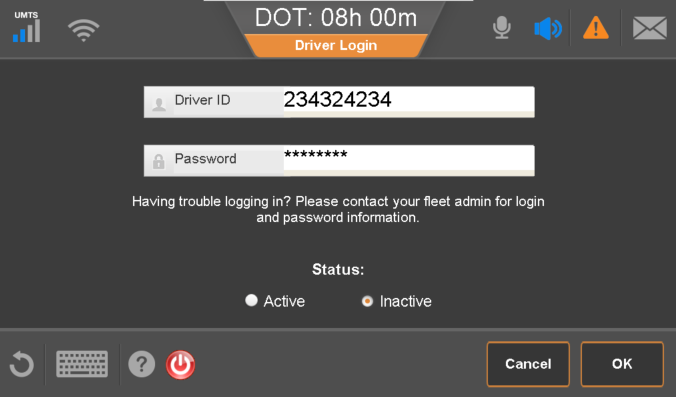 UMTS
DOT: 08h 00m
Driver Login
Driver ID
234324234
Password
********
Having trouble logging in? Please contact your fleet admin for login
and password information.
Status:
Active
Inactive
?
Cancel
OK